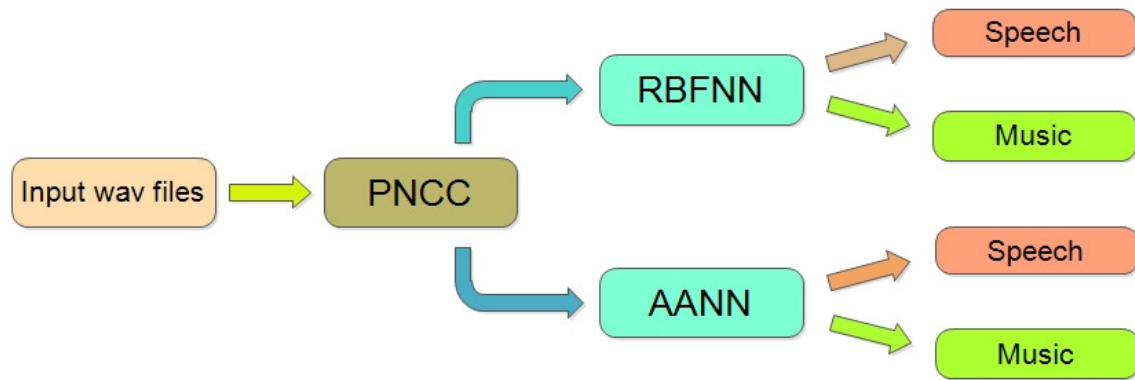 Input wav files
PNCC
RBFNN
Speech
Music
AANN
Speech
Music